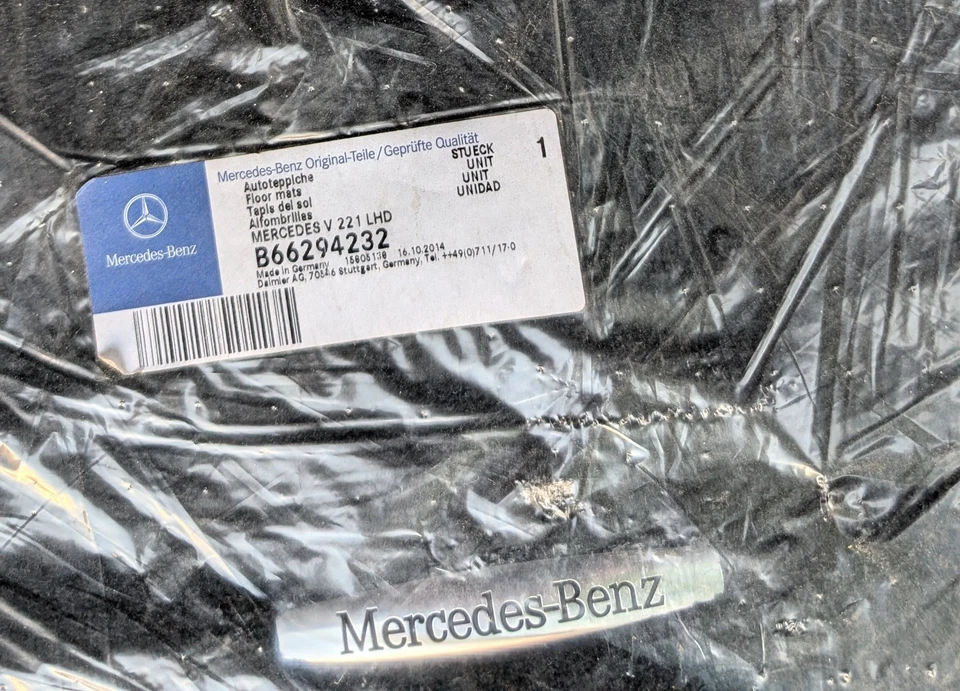 Mercedes-Benz Original-Teile / Geprüfte Qualität
Autoteppiche
Floor mats
Tapis del sol
Alfombrilles
STUECK
UNIT
UNIT
UNIDAD
1
MERCEDES V 221 LHD
B66294232
Made in Germany 15805138 16.10.2014
Daimler AG, 70546 Stuttgart, Germany, Tel. ++49(0)711/17-0
Mercedes-Benz
Mercedes-Benz